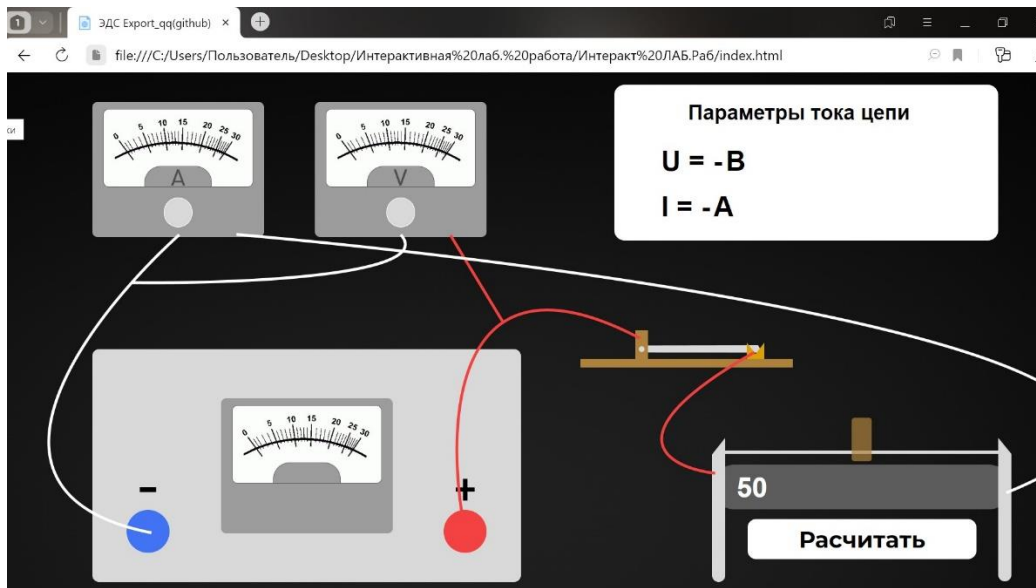 1
ЭДС Export_qq(github)
file:///C:/Users/Пользователь/Desktop/Интерактивная%20лаб.%20работа/Интеракт%20ЛАБ.Раб/index.html
ки
0 5 10 15 20 25 30
A
0 5 10 15 20 25 30
V
Параметры тока цепи
U = -В
I = -А
0 5 10 15 20 25 30
-
+
50
Расчитать